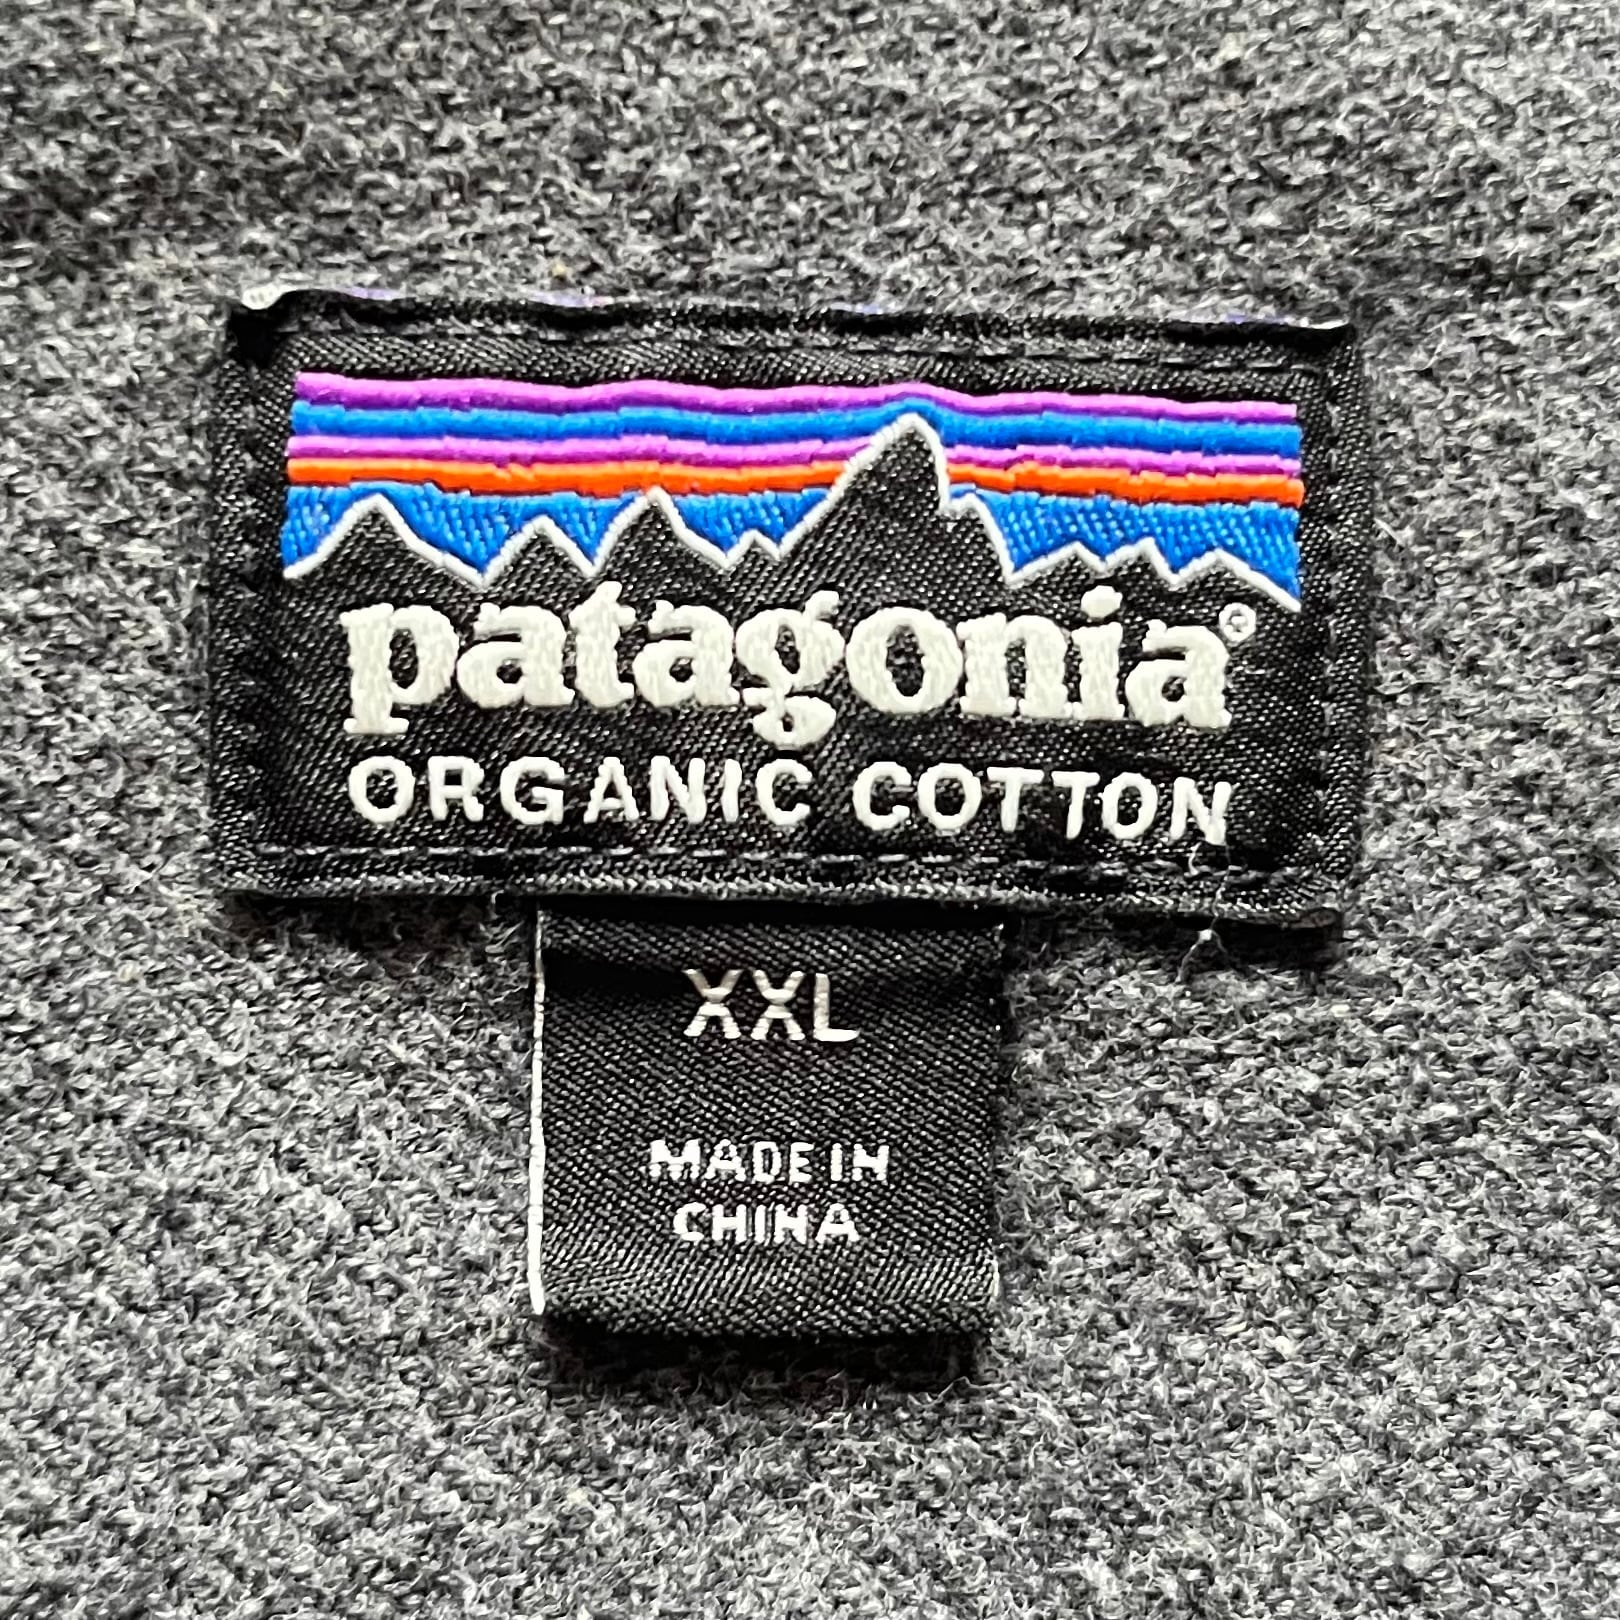 patagonia®
ORGANIC COTTON
XXL
MADE IN
CHINA